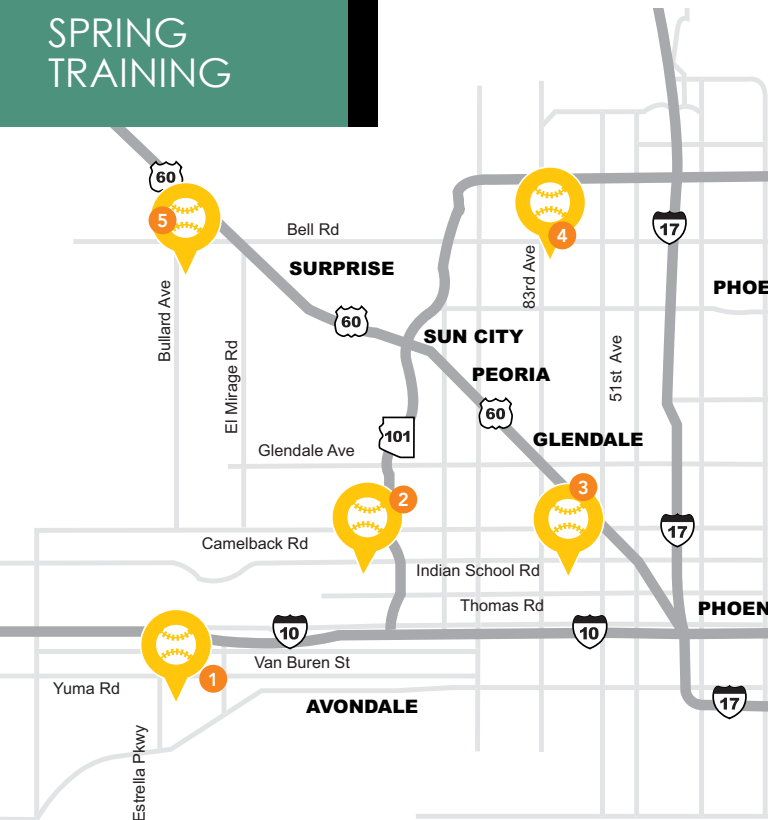 SPRING
TRAINING
60
5
Bell Rd
4
17
SURPRISE
83rd Ave
PHOE
Bullard Ave
60
SUN CITY
El Mirage Rd
51st Ave
PEORIA
60
101
GLENDALE
Glendale Ave
2
3
17
Camelback Rd
Indian School Rd
Thomas Rd
PHOEN
10
10
Van Buren St
1
Yuma Rd
17
AVONDALE
Estrella Pkwy